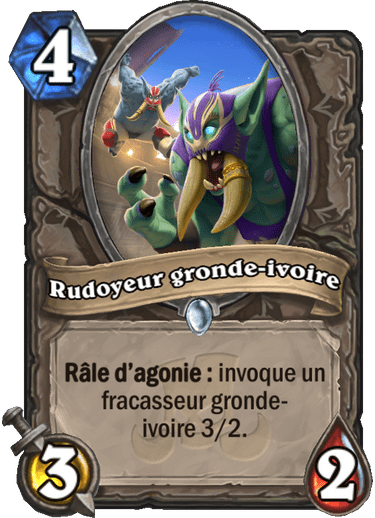 4
Rudoyeur gronde-ivoire
Râle d’agonie : invoque un
fracasseur gronde-
ivoire 3/2.
3
2